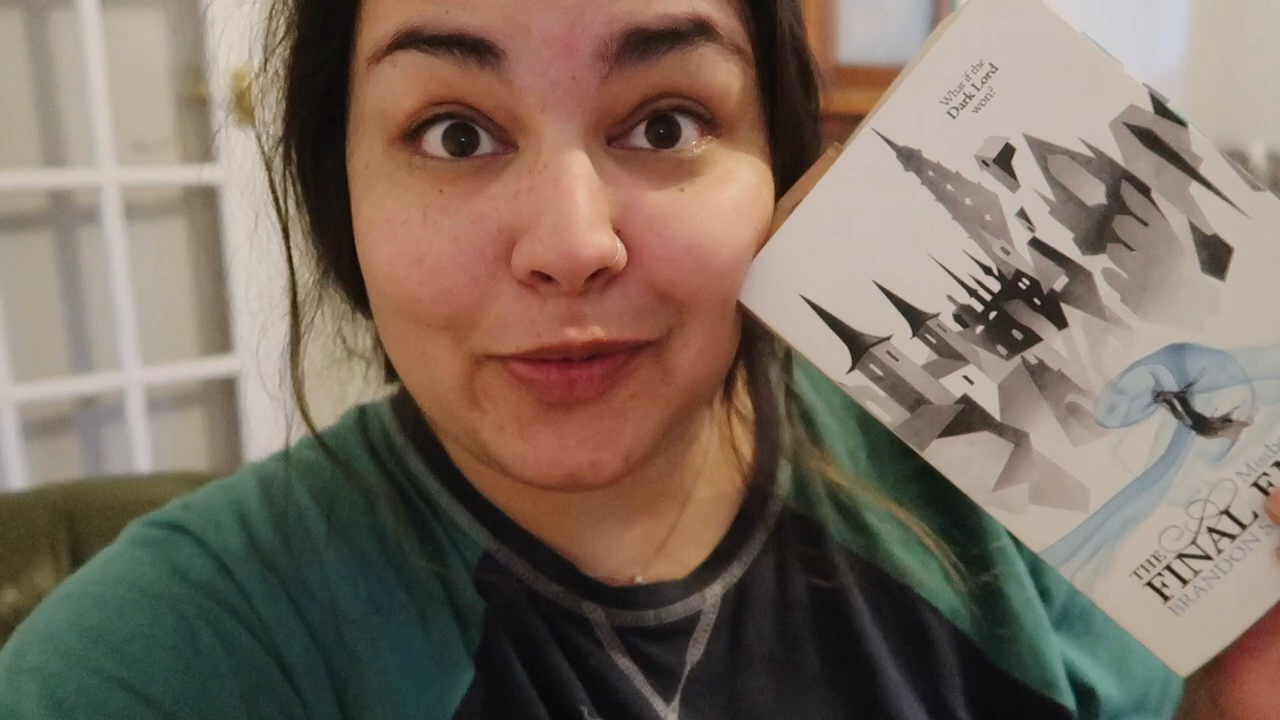 What if the
Dark Lord
won?
THE
FINAL
BRANDON